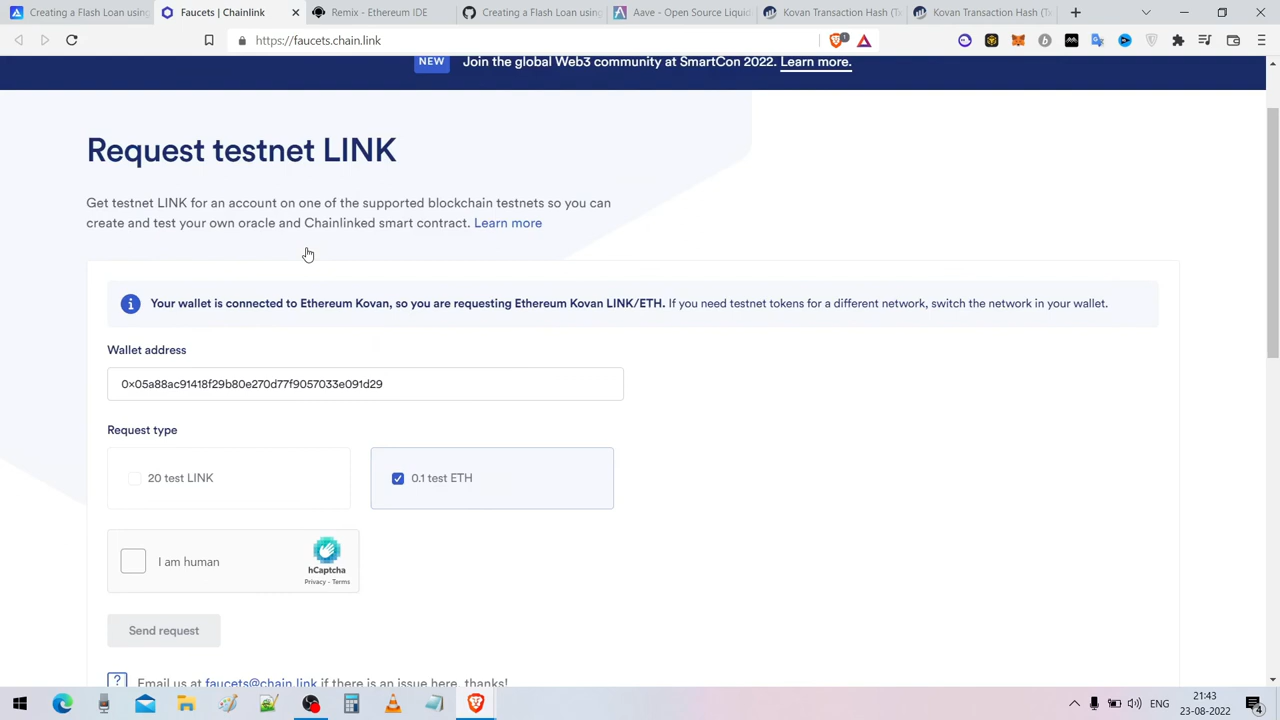 Creating a Flash Loan using
Faucets | Chainlink
Remix - Ethereum IDE
Creating a Flash Loan using
Aave - Open Source Liquid
Kovan Transaction Hash (Tx
Kovan Transaction Hash (Tx
https://faucets.chain.link
1
NEW
Join the global Web3 community at SmartCon 2022. Learn more.
Request testnet LINK
Get testnet LINK for an account on one of the supported blockchain testnets so you can
create and test your own oracle and Chainlinked smart contract. Learn more
Your wallet is connected to Ethereum Kovan, so you are requesting Ethereum Kovan LINK/ETH. If you need testnet tokens for a different network, switch the network in your wallet.
Wallet address
0x05a88ac91418f29b80e270d77f9057033e091d29
Request type
20 test LINK
0.1 test ETH
I am human
hCaptcha
Privacy - Terms
Send request
Email us at faucets@chain.link if there is an issue here, thanks!
ENG
21:43
23-08-2022
4